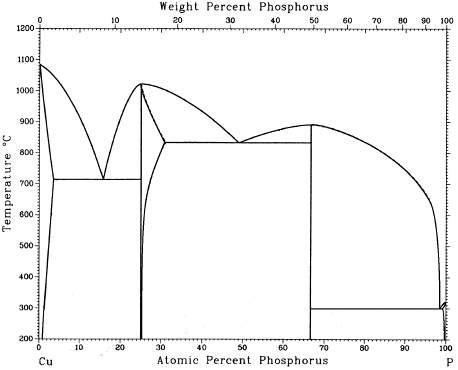 Weight Percent Phosphorus
0 10 20 30 40 50 60 70 80 90 100
1200
1100
1000
900
800
700
600
500
400
300
200
Temperature °C
0 10 20 30 40 50 60 70 80 90 100
Cu Atomic Percent Phosphorus P